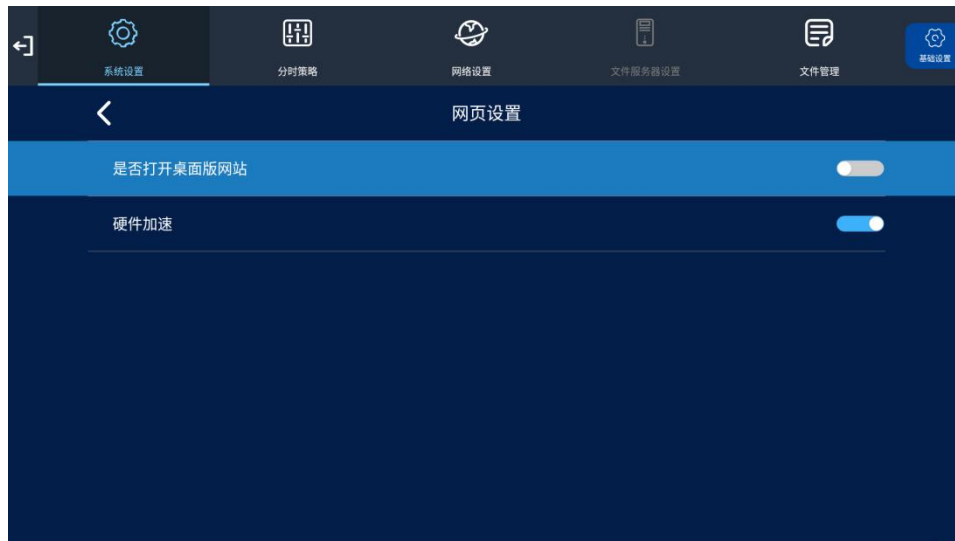 系统设置
分时策略
网络设置
文件服务器设置
文件管理
基础设置
网页设置
是否打开桌面版网站
硬件加速